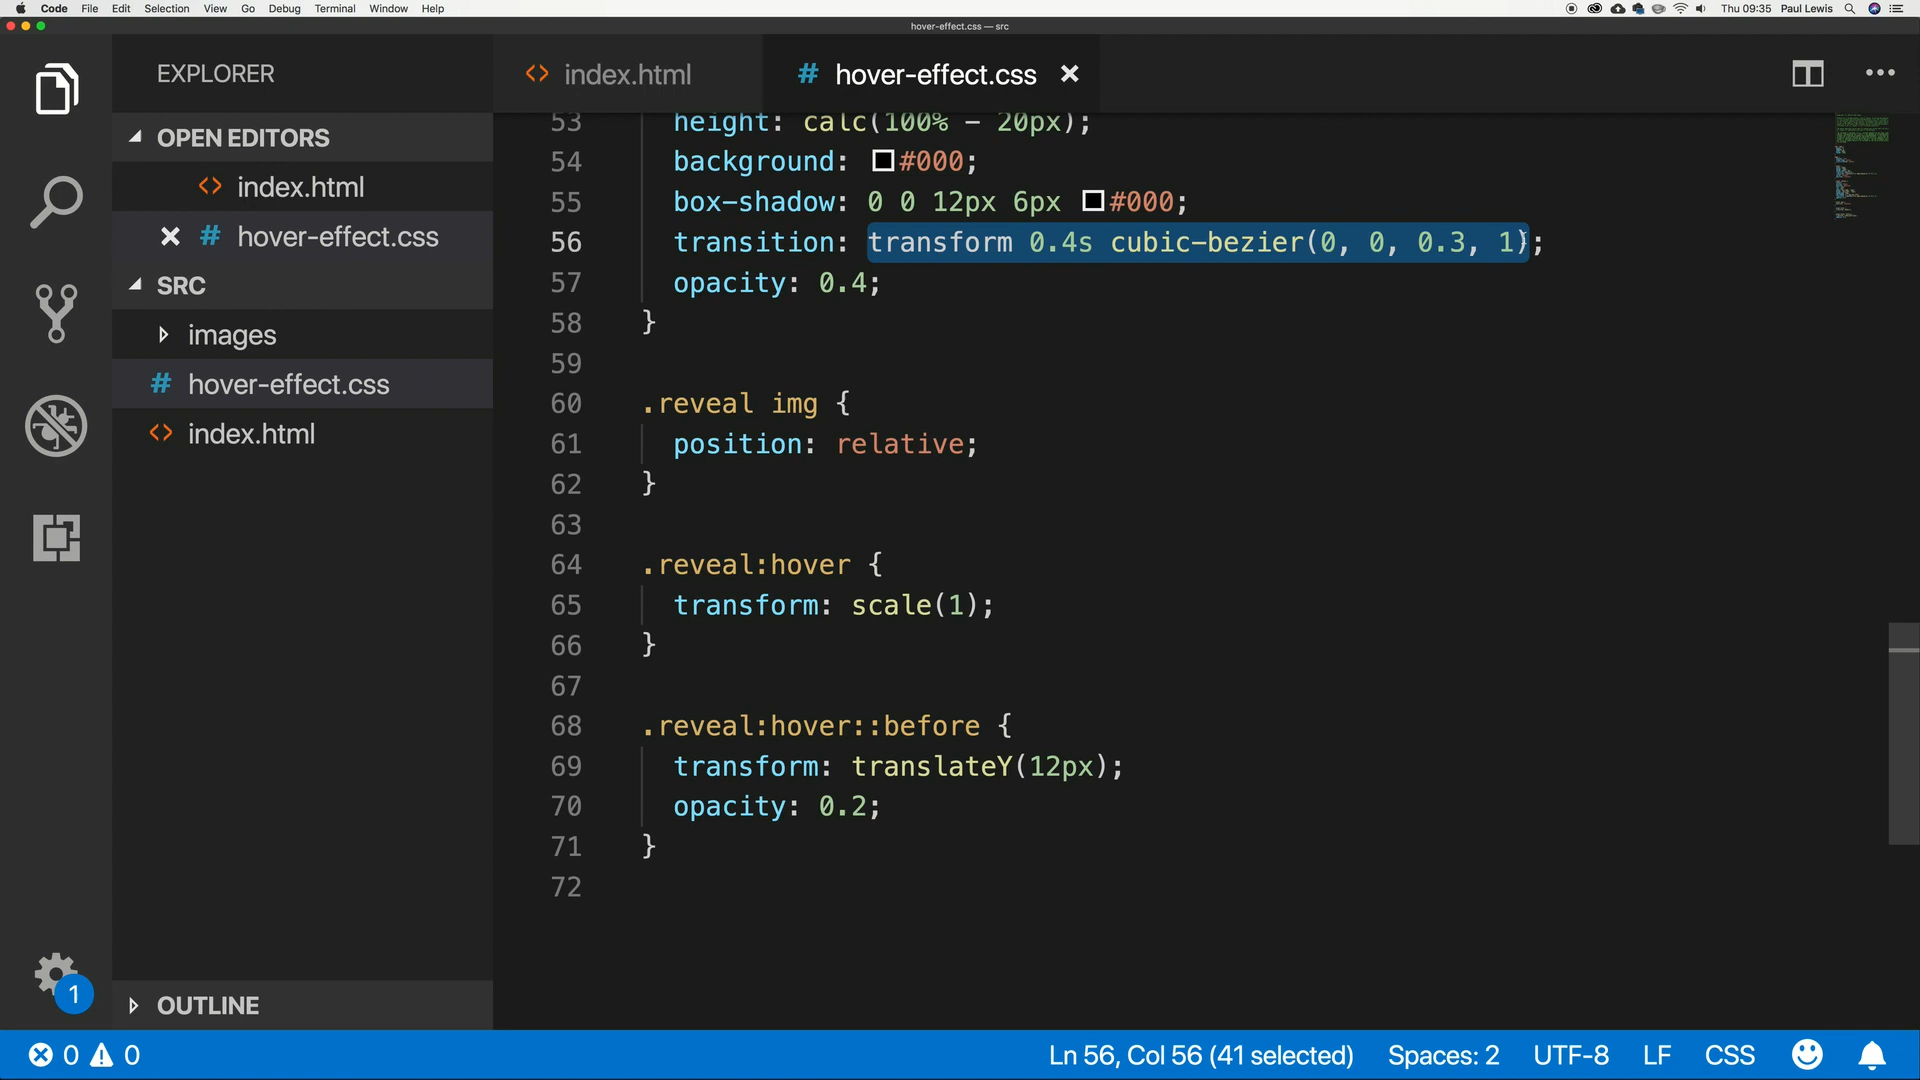 Code File Edit Selection View Go Debug Terminal Window Help Thu 09:35 Paul Lewis
hover-effect.css — src
EXPLORER
OPEN EDITORS
index.html
hover-effect.css
SRC
images
hover-effect.css
index.html
OUTLINE
1
index.html
hover-effect.css
53 height: calc(100% - 20px);
54 background: #000;
55 box-shadow: 0 0 12px 6px #000;
56 transition: transform 0.4s cubic-bezier(0, 0, 0.3, 1);
57 opacity: 0.4;
58 }
59
60 .reveal img {
61 position: relative;
62 }
63
64 .reveal:hover {
65 transform: scale(1);
66 }
67
68 .reveal:hover::before {
69 transform: translateY(12px);
70 opacity: 0.2;
71 }
72
0 0 Ln 56, Col 56 (41 selected) Spaces: 2 UTF-8 LF CSS